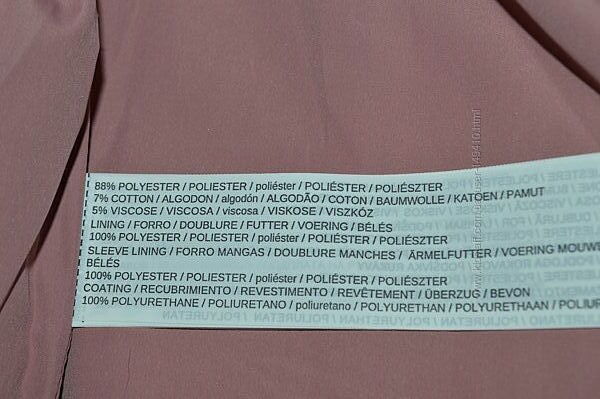 88% POLYESTER / POLIESTER / poliéster / POLIÉSTER / POLIÉSZTER
7% COTTON / ALGODON / algodón / ALGODÃO / COTON / BAUMWOLLE / KATOEN / PAMUT
5% VISCOSE / VISCOSA / viscosa / VISKOSE / VISZKÓZ
LINING / FORRO / DOUBLURE / FUTTER / VOERING / BÉLÉS
100% POLYESTER / POLIESTER / poliéster / POLIÉSTER / POLIÉSZTER
SLEEVE LINING / FORRO MANGAS / DOUBLURE MANCHES / ÄRMELFUTTER / VOERING MOUWE
BÉLÉS
100% POLYESTER / POLIESTER / poliéster / POLIÉSTER / POLIÉSZTER
COATING / RECUBRIMIENTO / REVESTIMENTO / REVÊTEMENT / ÜBERZUG / BEVON
100% POLYURETHANE / POLIURETANO / poliuretano / POLYURETHAN / POLYURETHAAN / POLIUR